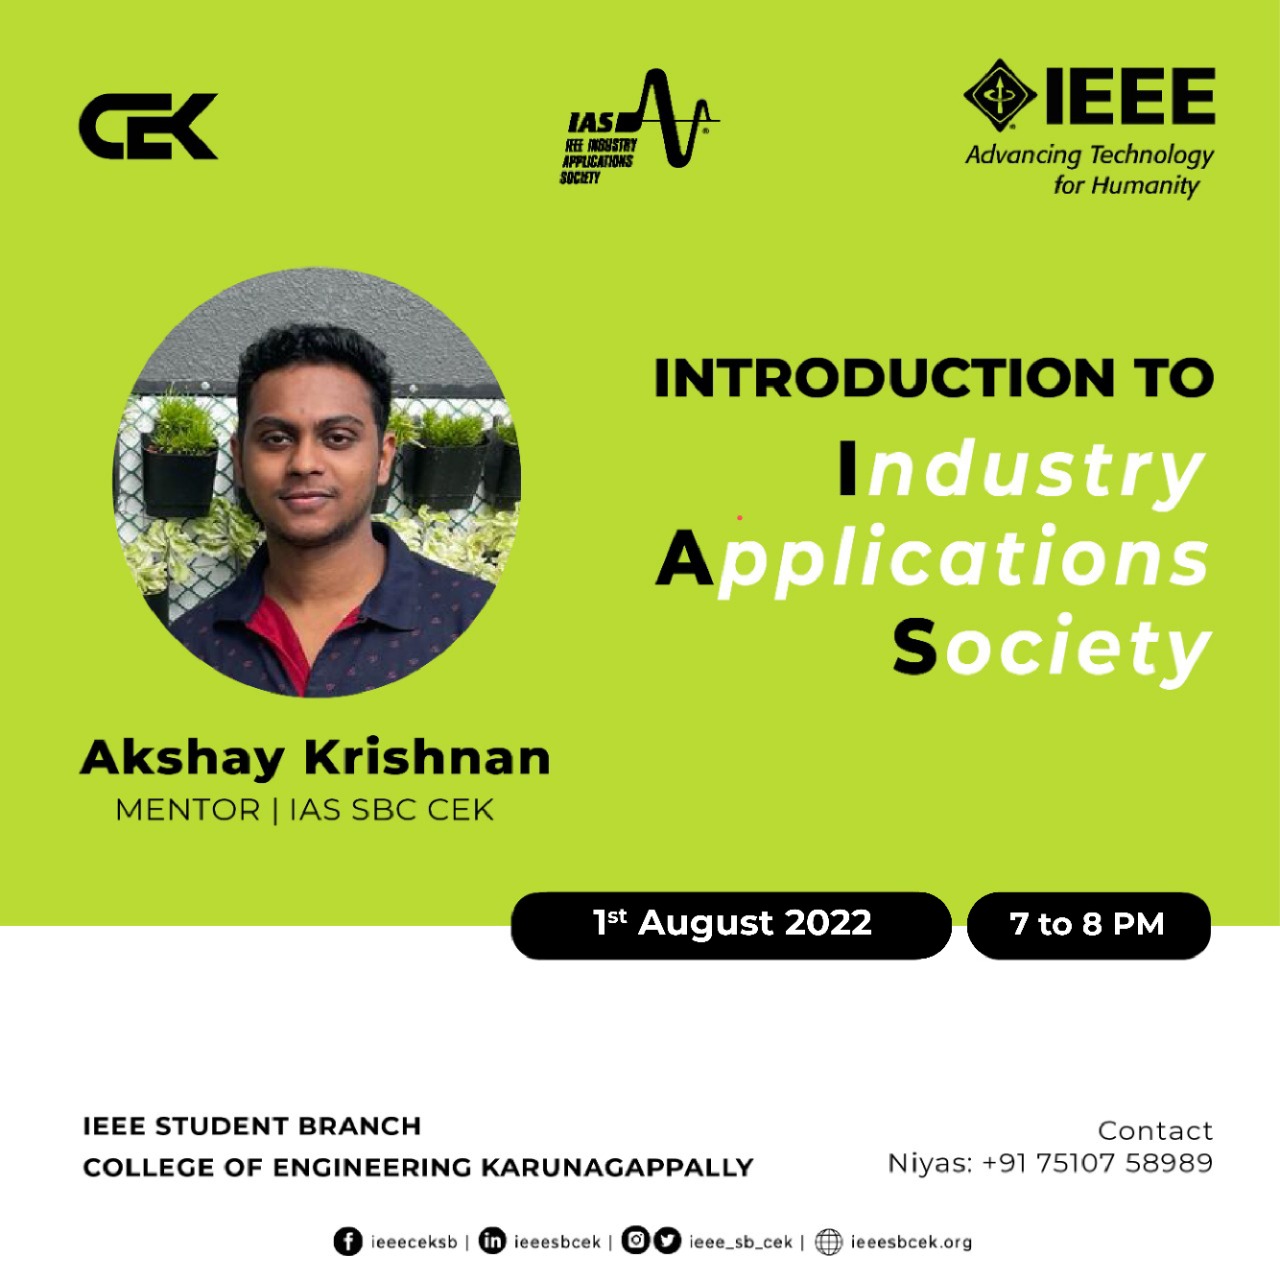 CEK
IAS
IEEE INDUSTRY
APPLICATIONS
SOCIETY
IEEE
Advancing Technology
for Humanity
INTRODUCTION TO
Industry
Applications
Society
Akshay Krishnan
MENTOR | IAS SBC CEK
1st August 2022
7 to 8 PM
IEEE STUDENT BRANCH
COLLEGE OF ENGINEERING KARUNAGAPPALLY
Contact
Niyas: +91 75107 58989
ieeeceksb | ieeesbcek | ieee_sb_cek | ieeesbcek.org